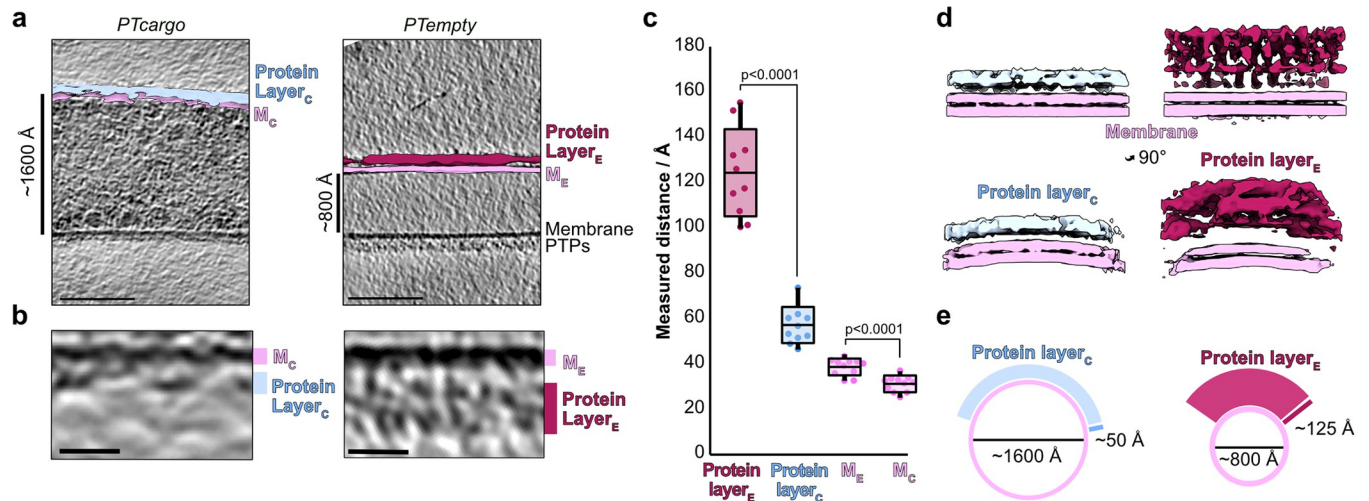 a
PTcargo
PTempty
Protein
Layer_C
M_C
~1600 Å
Protein
Layer_E
M_E
~800 Å
Membrane
PTPs
b
M_C
Protein
Layer_C
M_E
Protein
Layer_E
c
Measured distance / Å
180
160
140
120
100
80
60
40
20
0
p<0.0001
p<0.0001
Protein
layer_E
Protein
layer_C
M_E
M_C
d
Membrane
90°
Protein layer_C
Protein layer_E
e
Protein layer_C
~50 Å
~1600 Å
Protein layer_E
~125 Å
~800 Å